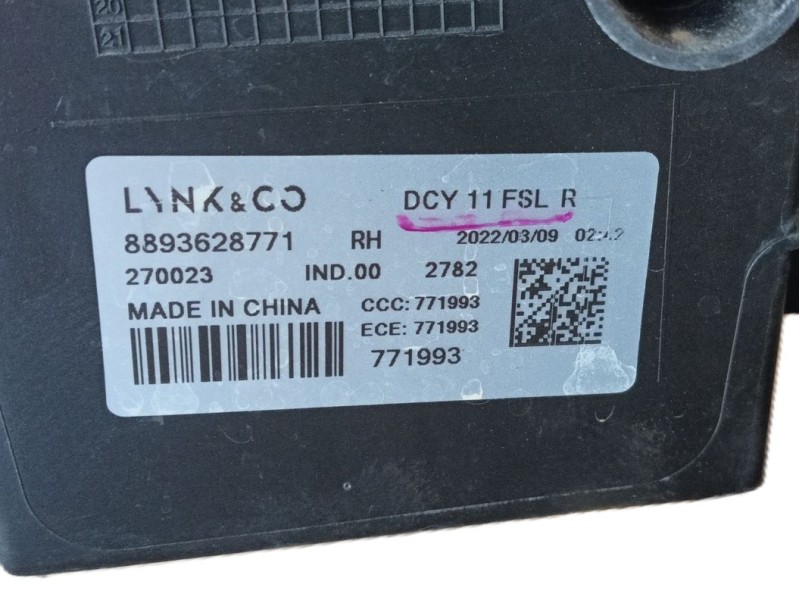 20
21
LYNK&CO DCY 11 FSL R
8893628771 RH 2022/03/09
270023 IND.00 2782
MADE IN CHINA CCC: 771993
ECE: 771993
771993